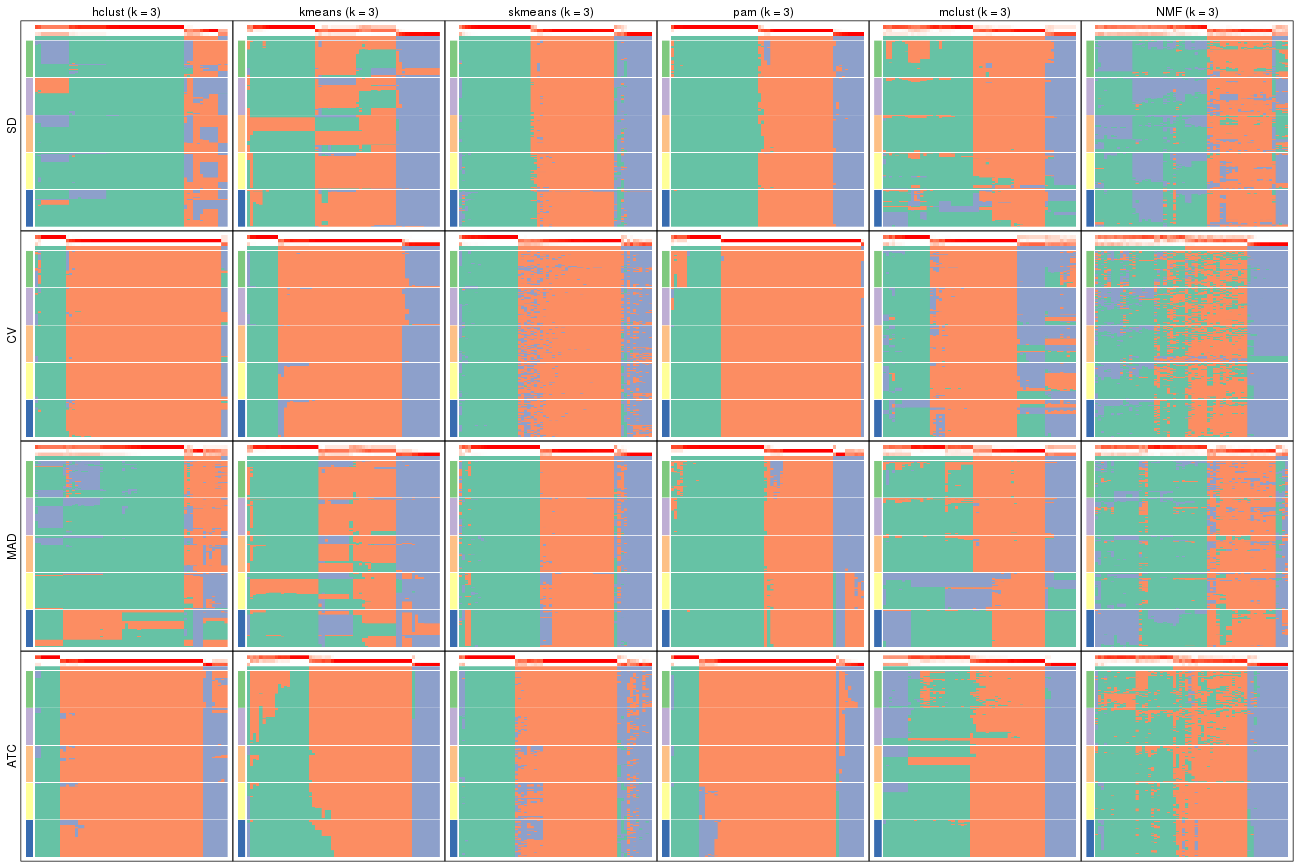 hclust (k = 3) kmeans (k = 3) skmeans (k = 3) pam (k = 3) mclust (k = 3) NMF (k = 3)
SD
CV
MAD
ATC